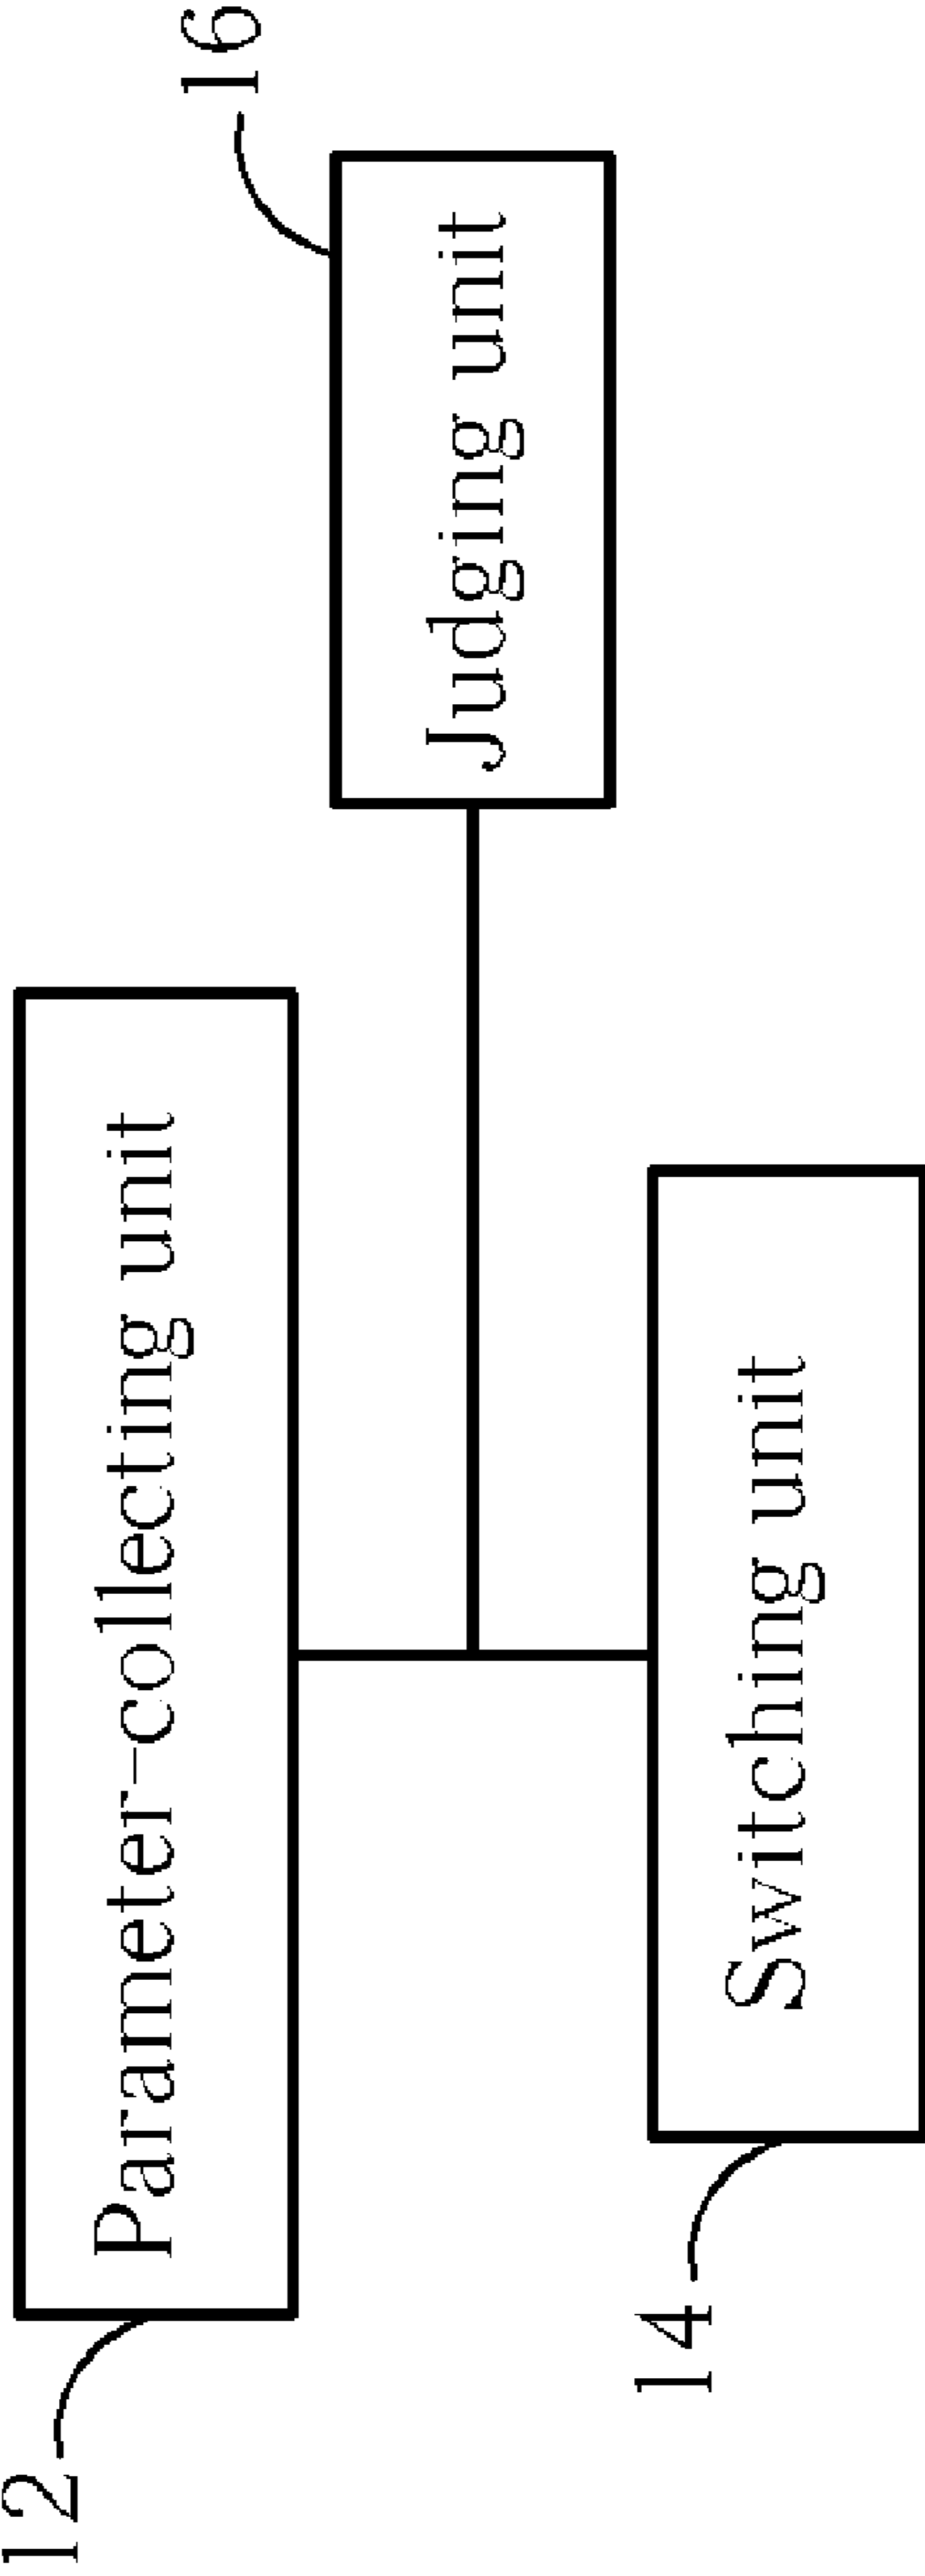 12
Parameter-collecting unit
14
Switching unit
Judging unit
16